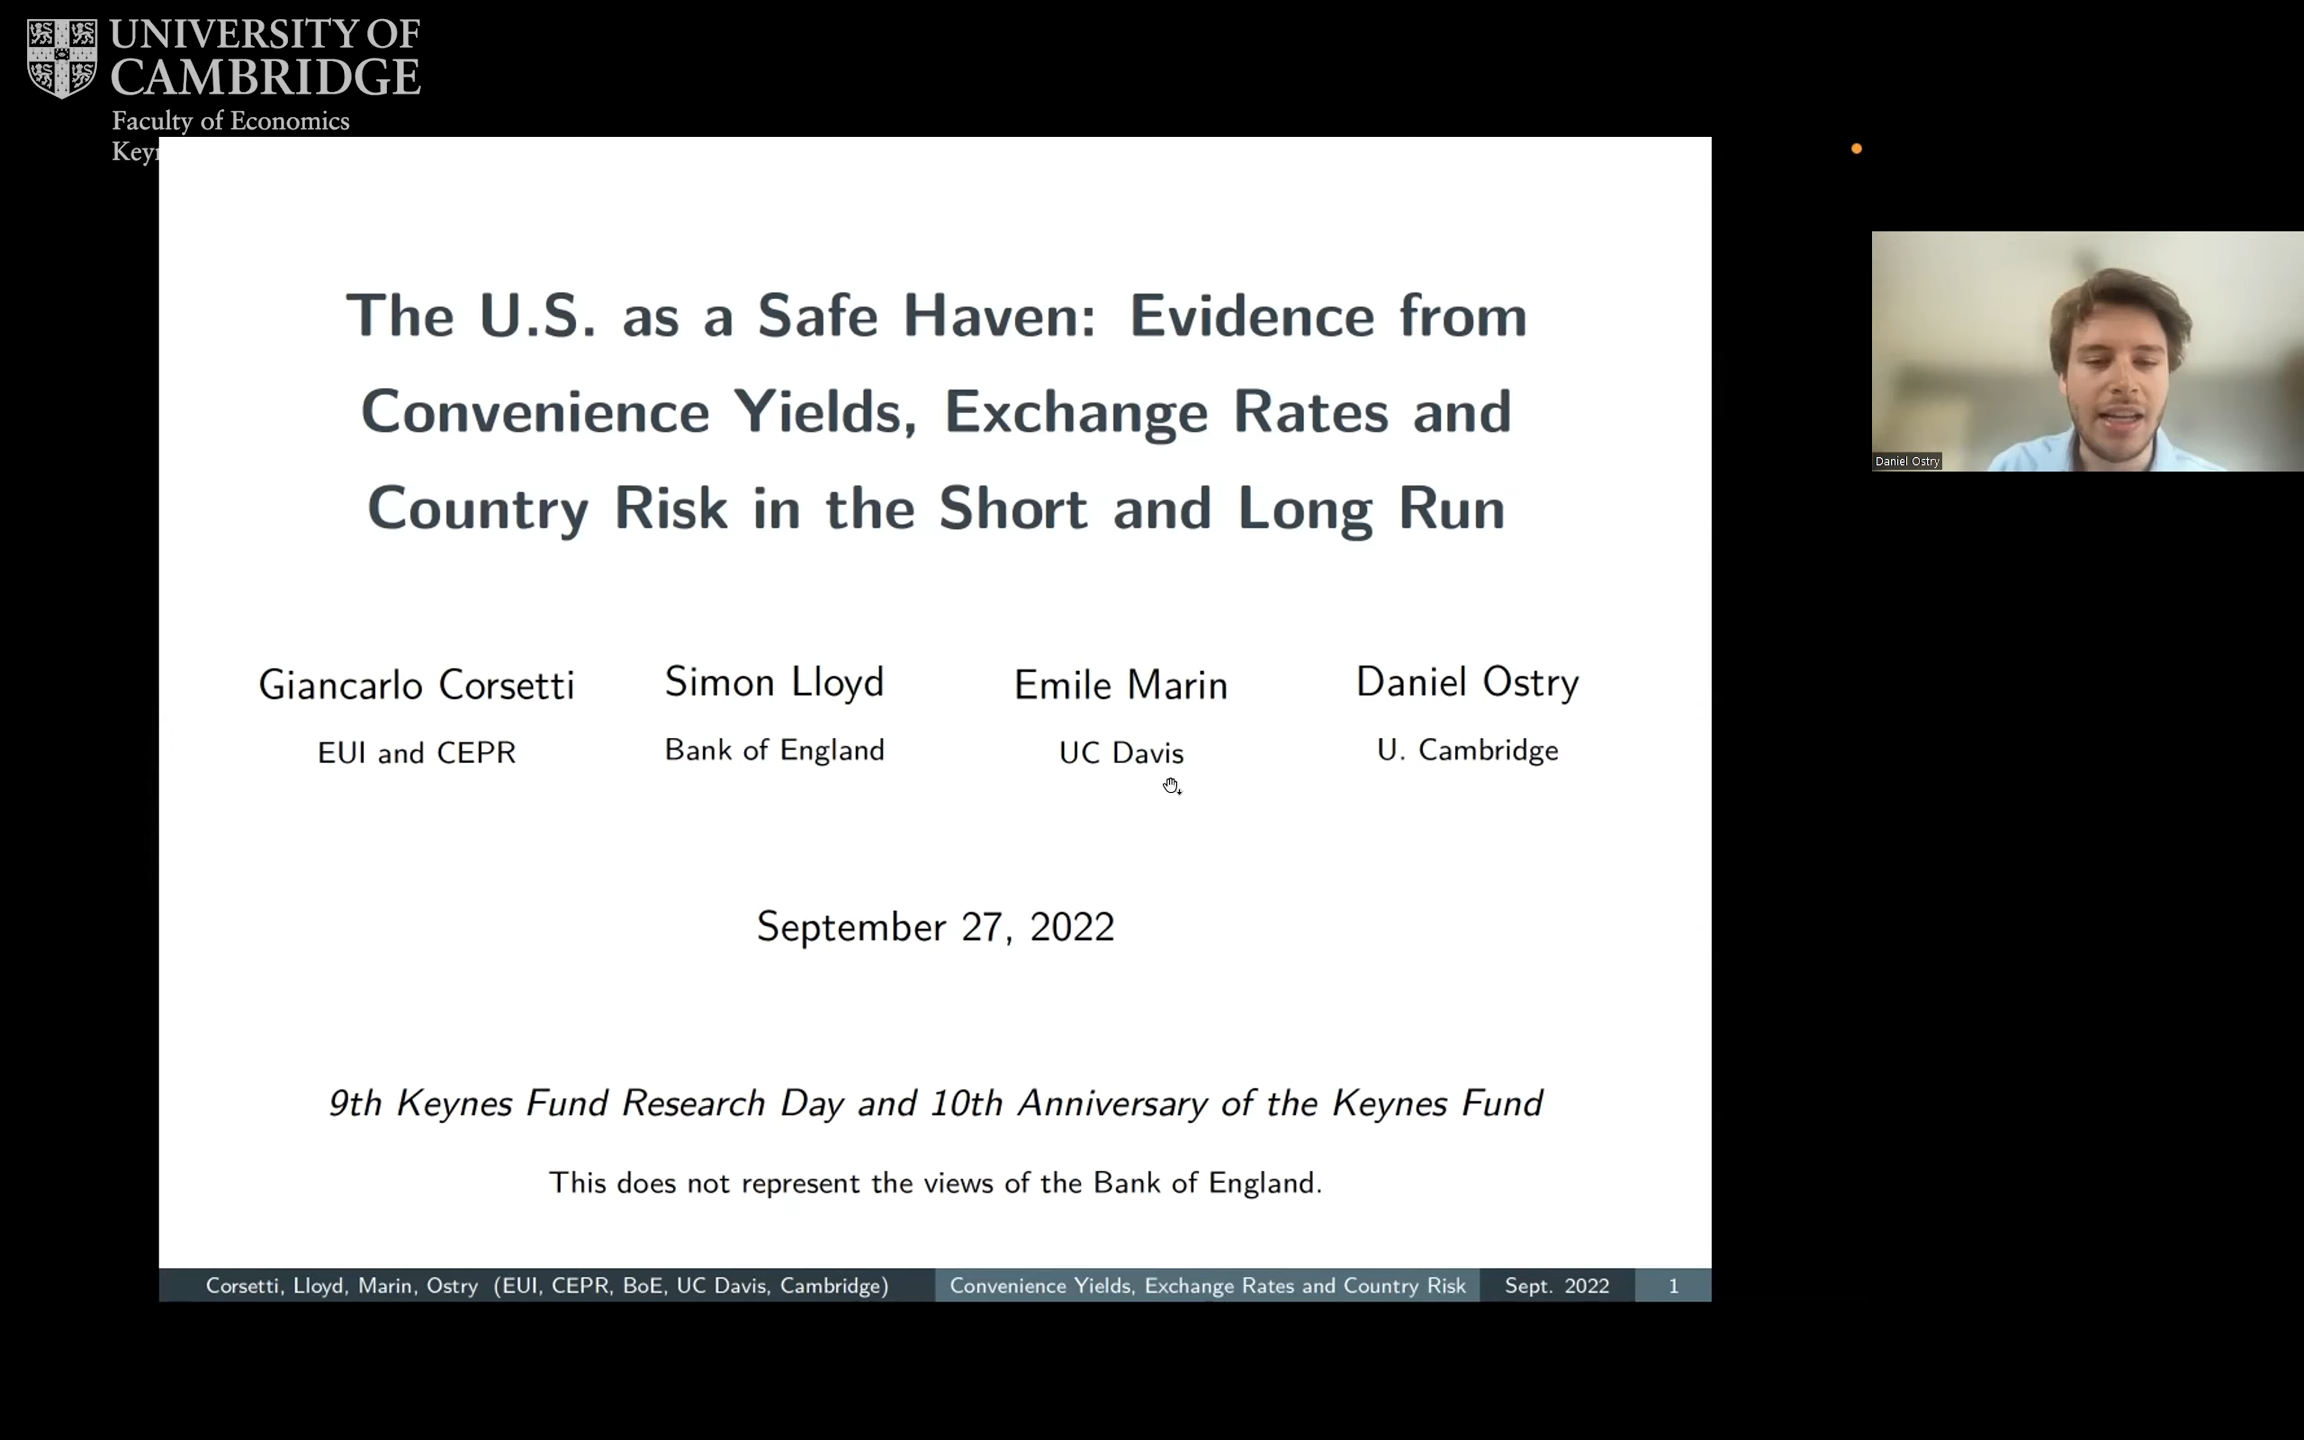 UNIVERSITY OF
CAMBRIDGE
Faculty of Economics
Key
The U.S. as a Safe Haven: Evidence from
Convenience Yields, Exchange Rates and
Country Risk in the Short and Long Run
Giancarlo Corsetti Simon Lloyd Emile Marin Daniel Ostry
EUI and CEPR Bank of England UC Davis U. Cambridge
September 27, 2022
9th Keynes Fund Research Day and 10th Anniversary of the Keynes Fund
This does not represent the views of the Bank of England.
Corsetti, Lloyd, Marin, Ostry (EUI, CEPR, BoE, UC Davis, Cambridge) Convenience Yields, Exchange Rates and Country Risk Sept. 2022 1
Daniel Ostry